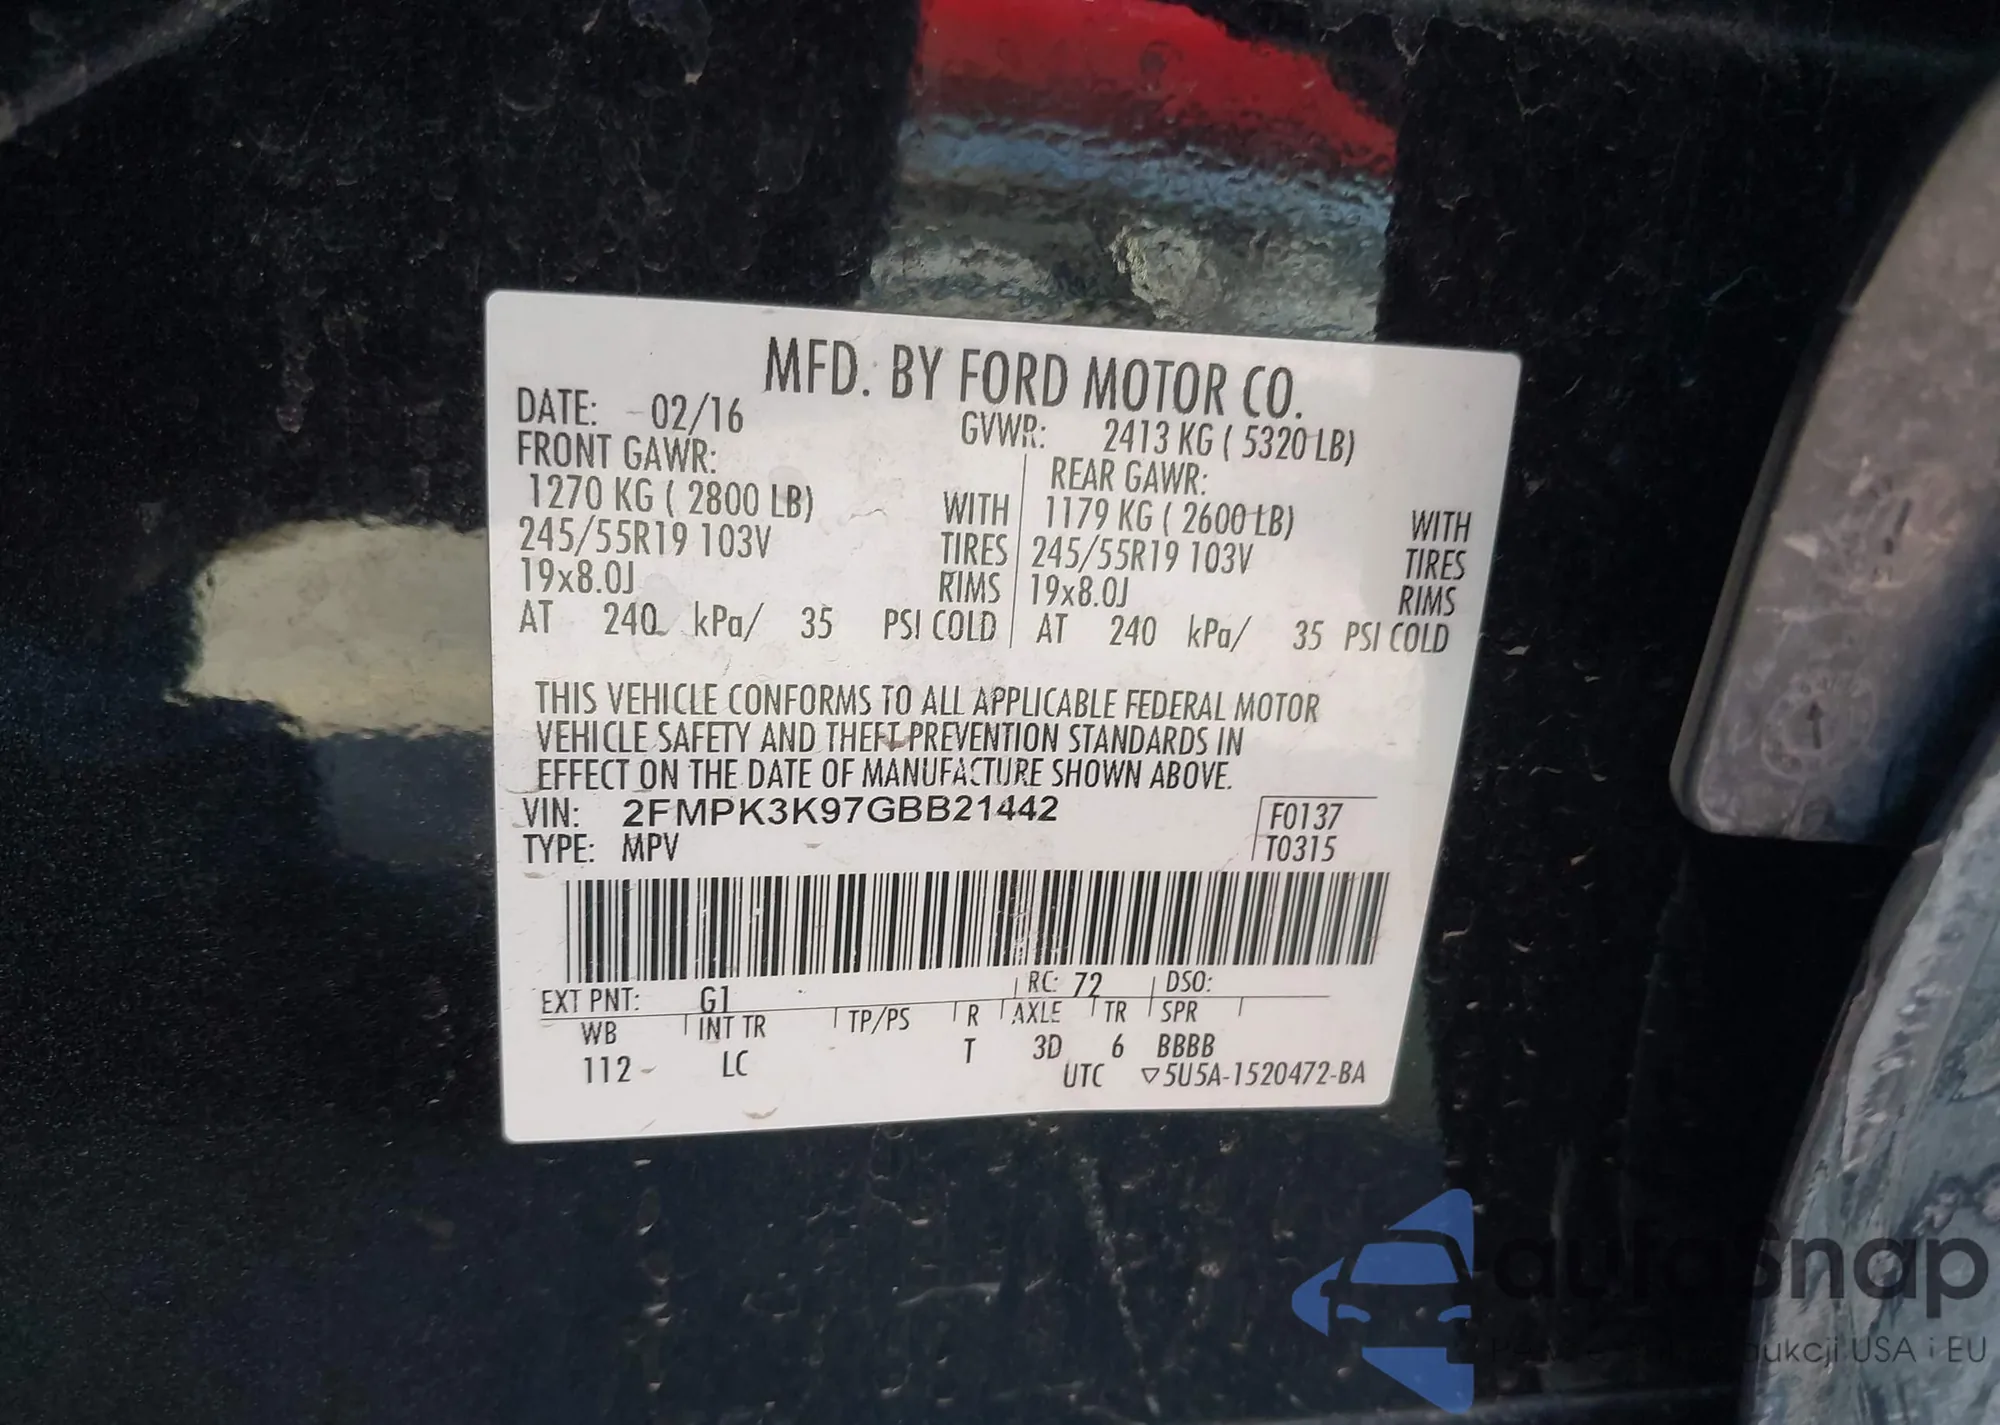 MFD. BY FORD MOTOR CO.
DATE: 02/16
GVWR: 2413 KG ( 5320 LB)
FRONT GAWR:
REAR GAWR:
1270 KG ( 2800 LB) WITH
1179 KG ( 2600 LB) WITH
245/55R19 103V TIRES
245/55R19 103V TIRES
19x8.0J RIMS
19x8.0J RIMS
AT 240 kPa/ 35 PSI COLD
AT 240 kPa/ 35 PSI COLD
THIS VEHICLE CONFORMS TO ALL APPLICABLE FEDERAL MOTOR
VEHICLE SAFETY AND THEFT PREVENTION STANDARDS IN
EFFECT ON THE DATE OF MANUFACTURE SHOWN ABOVE.
VIN: 2FMPK3K97GBB21442
F0137
TYPE: MPV
T0315
EXT PNT: G1 RC: 72 DSO:
WB INT TR TP/PS R AXLE TR SPR
112 LC T 3D 6 BBBB
UTC ▽5U5A-1520472-BA
autoSnap
USA i EU